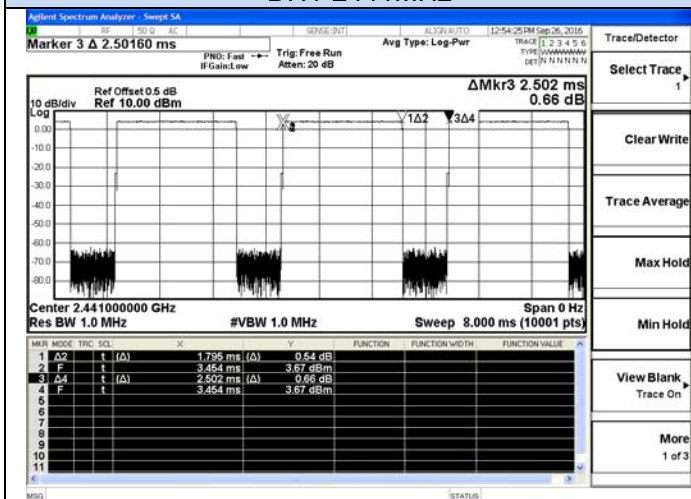 Agilent Spectrum Analyzer - Swept SA
RF 50 Ω AC SENSE:INT ALIGN AUTO 12:54:25 PM Sep 26, 2016
Marker 3 Δ 2.50160 ms
PNO: Fast
IFGain:Low
Trig: Free Run
Atten: 20 dB
Avg Type: Log-Pwr
TRACE 1 2 3 4 5 6
TYPE
DET N N N N N N
Trace/Detector
Select Trace
1
Clear Write
Trace Average
Max Hold
Min Hold
View Blank
Trace On
More
1 of 3
Ref Offset 0.5 dB
10 dB/div Ref 10.00 dBm
ΔMkr3 2.502 ms
0.66 dB
Log
1Δ2 3Δ4
0.00
-10.0
-20.0
-30.0
-40.0
-50.0
-60.0
-70.0
-80.0
Center 2.441000000 GHz Span 0 Hz
Res BW 1.0 MHz #VBW 1.0 MHz Sweep 8.000 ms (10001 pts)
MKR MODE TRC SCL X Y FUNCTION FUNCTION WIDTH FUNCTION VALUE
1 Δ2 t (Δ) 1.795 ms (Δ) 0.54 dB
2 F t 3.454 ms 3.67 dBm
3 Δ4 t (Δ) 2.502 ms (Δ) 0.66 dB
4 F t 3.454 ms 3.67 dBm
5
6
7
8
9
10
11
MSG STATUS